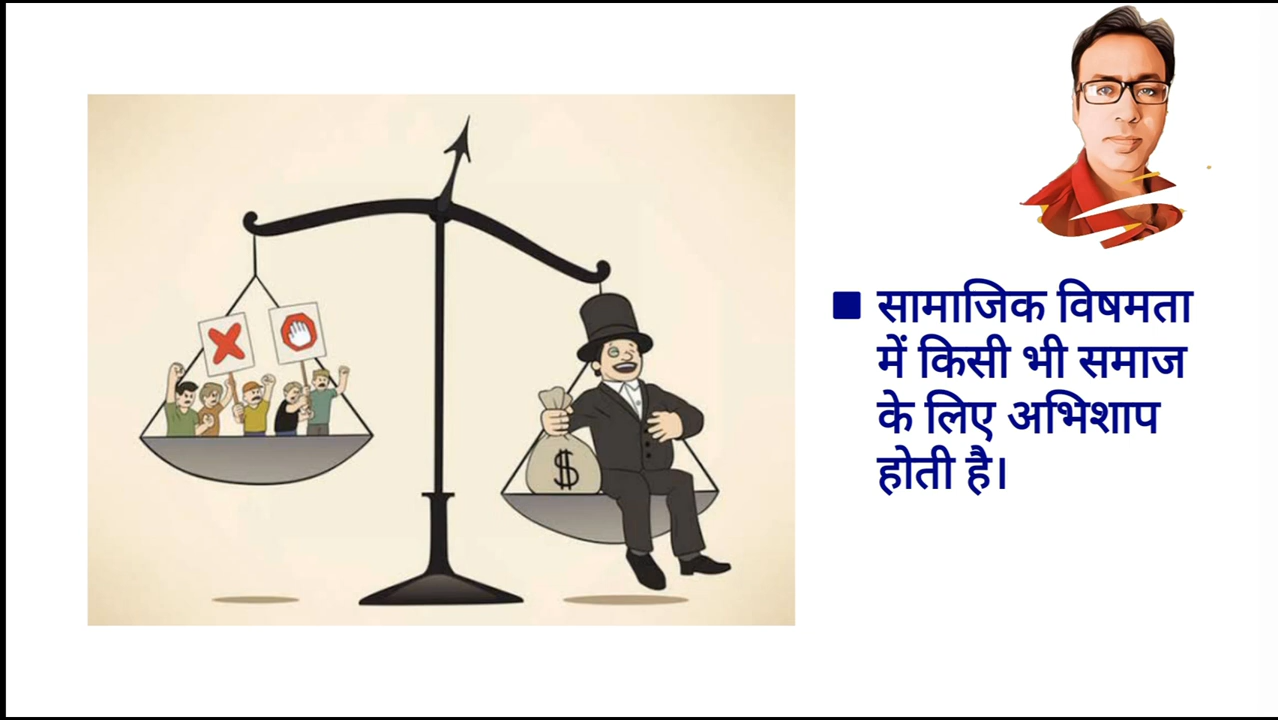 $
सामाजिक विषमता
में किसी भी समाज
के लिए अभिशाप
होती है।